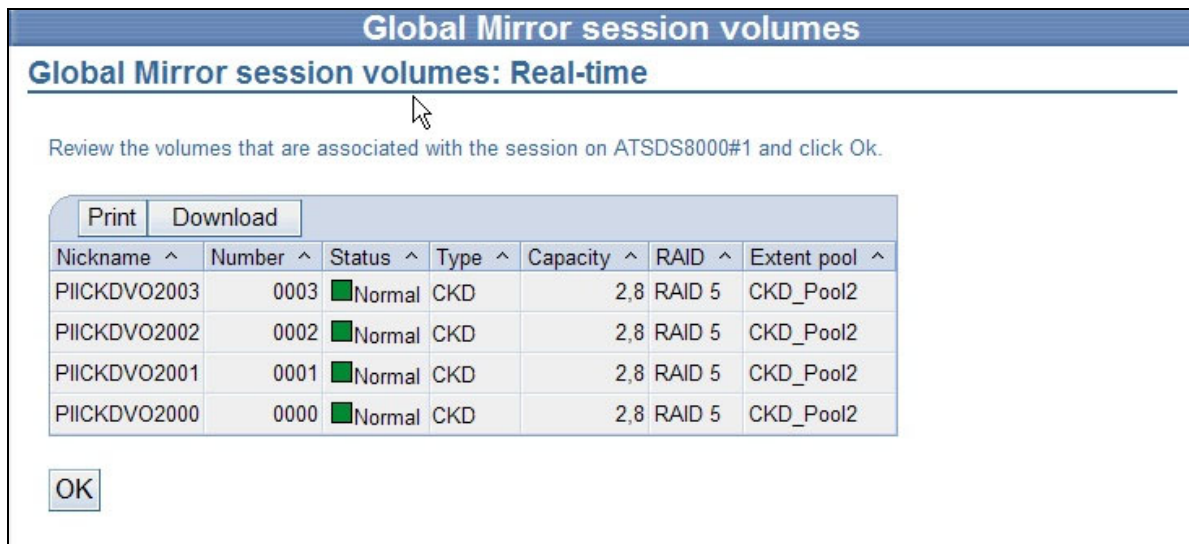 Global Mirror session volumes
Global Mirror session volumes: Real-time
Review the volumes that are associated with the session on ATSDS8000#1 and click Ok.
Print Download
Nickname ^ Number ^ Status ^ Type ^ Capacity ^ RAID ^ Extent pool ^
PIICKDVO2003 0003 Normal CKD 2,8 RAID 5 CKD_Pool2
PIICKDVO2002 0002 Normal CKD 2,8 RAID 5 CKD_Pool2
PIICKDVO2001 0001 Normal CKD 2,8 RAID 5 CKD_Pool2
PIICKDVO2000 0000 Normal CKD 2,8 RAID 5 CKD_Pool2
OK